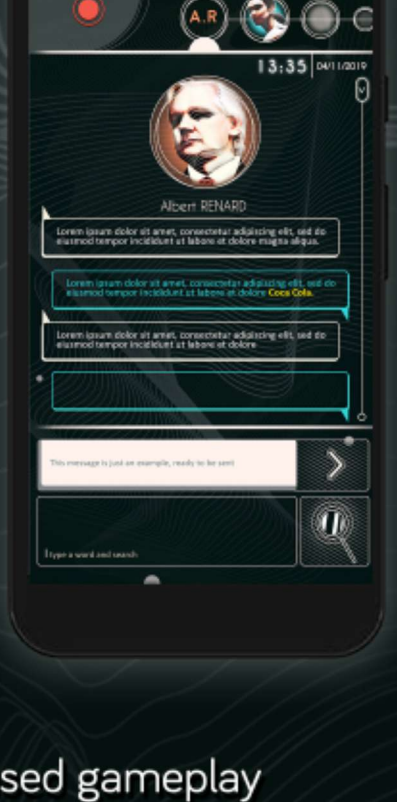 A.R
13:35 04/11/2019
Albert RENARD
Lorem ipsum dolor sit amet, consectetur adipiscing elit, sed do
eiusmod tempor incididunt ut labore et dolore magna aliqua.
Lorem ipsum dolor sit amet, consectetur adipiscing elit, sed do
eiusmod tempor incididunt ut labore et dolore Coca Cola.
Lorem ipsum dolor sit amet, consectetur adipiscing elit, sed do
eiusmod tempor incididunt ut labore et dolore
This message is just an example, ready to be sent
type a word and search
sed gameplay